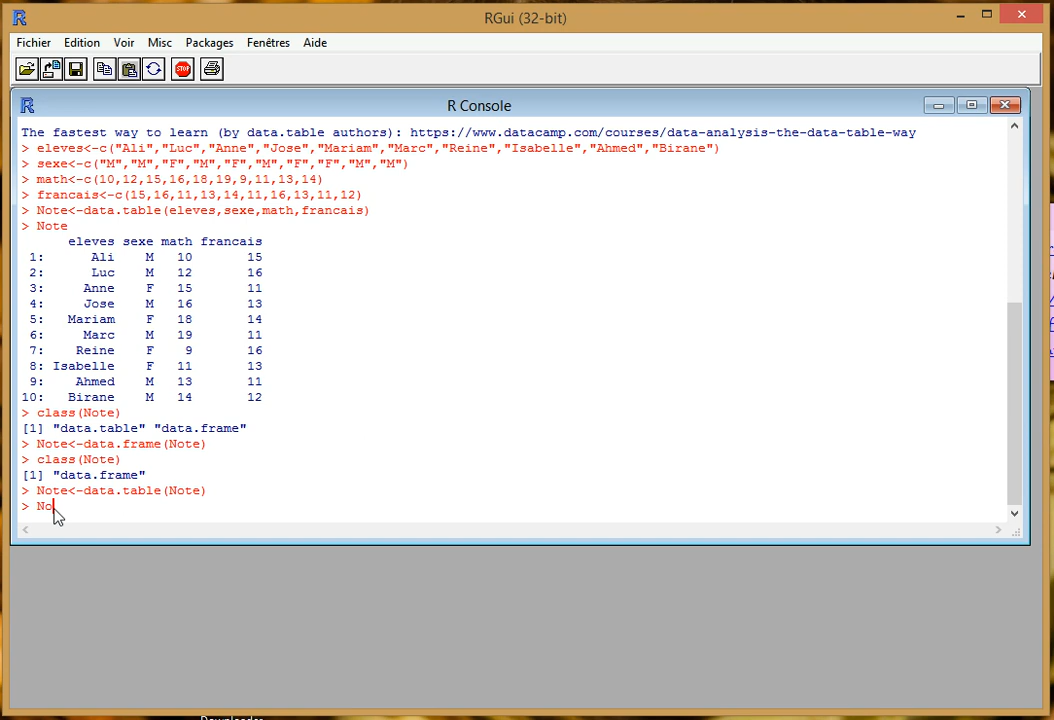 RGui (32-bit)
Fichier Edition Voir Misc Packages Fenêtres Aide
STOP
R Console
The fastest way to learn (by data.table authors): https://www.datacamp.com/courses/data-analysis-the-data-table-way
> eleves<-c("Ali","Luc","Anne","Jose","Mariam","Marc","Reine","Isabelle","Ahmed","Birane")
> sexe<-c("M","M","F","M","F","M","F","F","M","M")
> math<-c(10,12,15,16,18,19,9,11,13,14)
> francais<-c(15,16,11,13,14,11,16,13,11,12)
> Note<-data.table(eleves,sexe,math,francais)
> Note
eleves sexe math francais
1: Ali M 10 15
2: Luc M 12 16
3: Anne F 15 11
4: Jose M 16 13
5: Mariam F 18 14
6: Marc M 19 11
7: Reine F 9 16
8: Isabelle F 11 13
9: Ahmed M 13 11
10: Birane M 14 12
> class(Note)
[1] "data.table" "data.frame"
> Note<-data.frame(Note)
> class(Note)
[1] "data.frame"
> Note<-data.table(Note)
> No